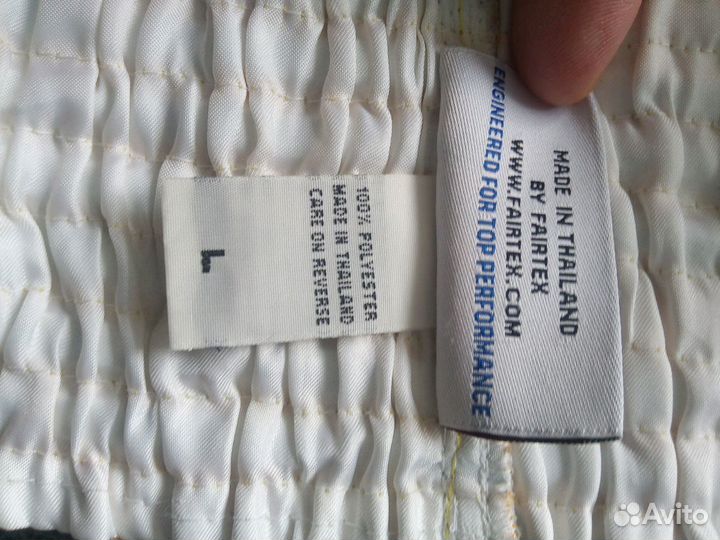 100% POLYESTER
MADE IN THAILAND
CARE ON REVERSE
L
MADE IN THAILAND
BY FAIRTEX
WWW.FAIRTEX.COM
ENGINEERED FOR TOP PERFORMANCE
Avito